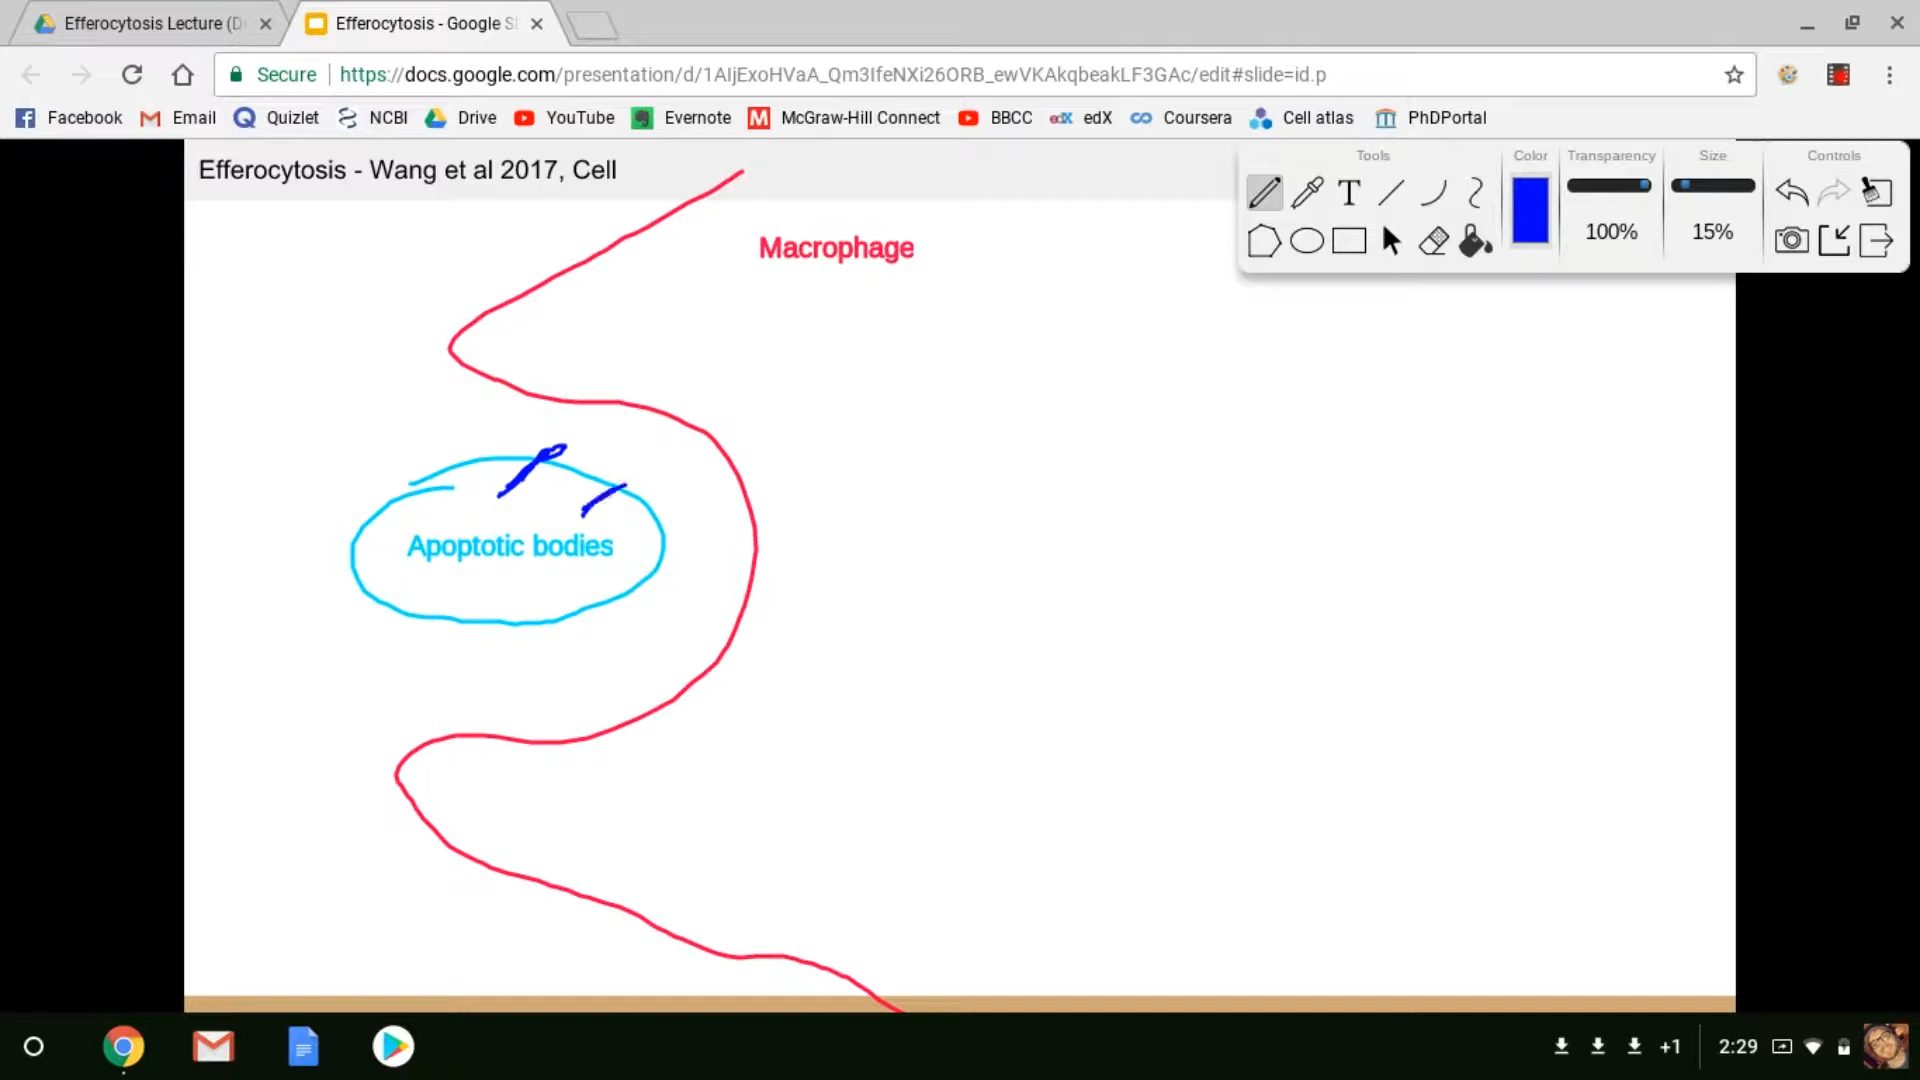 Efferocytosis Lecture (D
Efferocytosis - Google Sl
Secure https://docs.google.com/presentation/d/1AIjExoHVaA_Qm3IfeNXi26ORB_ewVKAkqbeakLF3GAc/edit#slide=id.p
Facebook Email Quizlet NCBI Drive YouTube Evernote McGraw-Hill Connect BBCC edX Coursera Cell atlas PhDPortal
Efferocytosis - Wang et al 2017, Cell
Tools Color Transparency Size Controls
T
100% 15%
Macrophage
Apoptotic bodies
+1 2:29